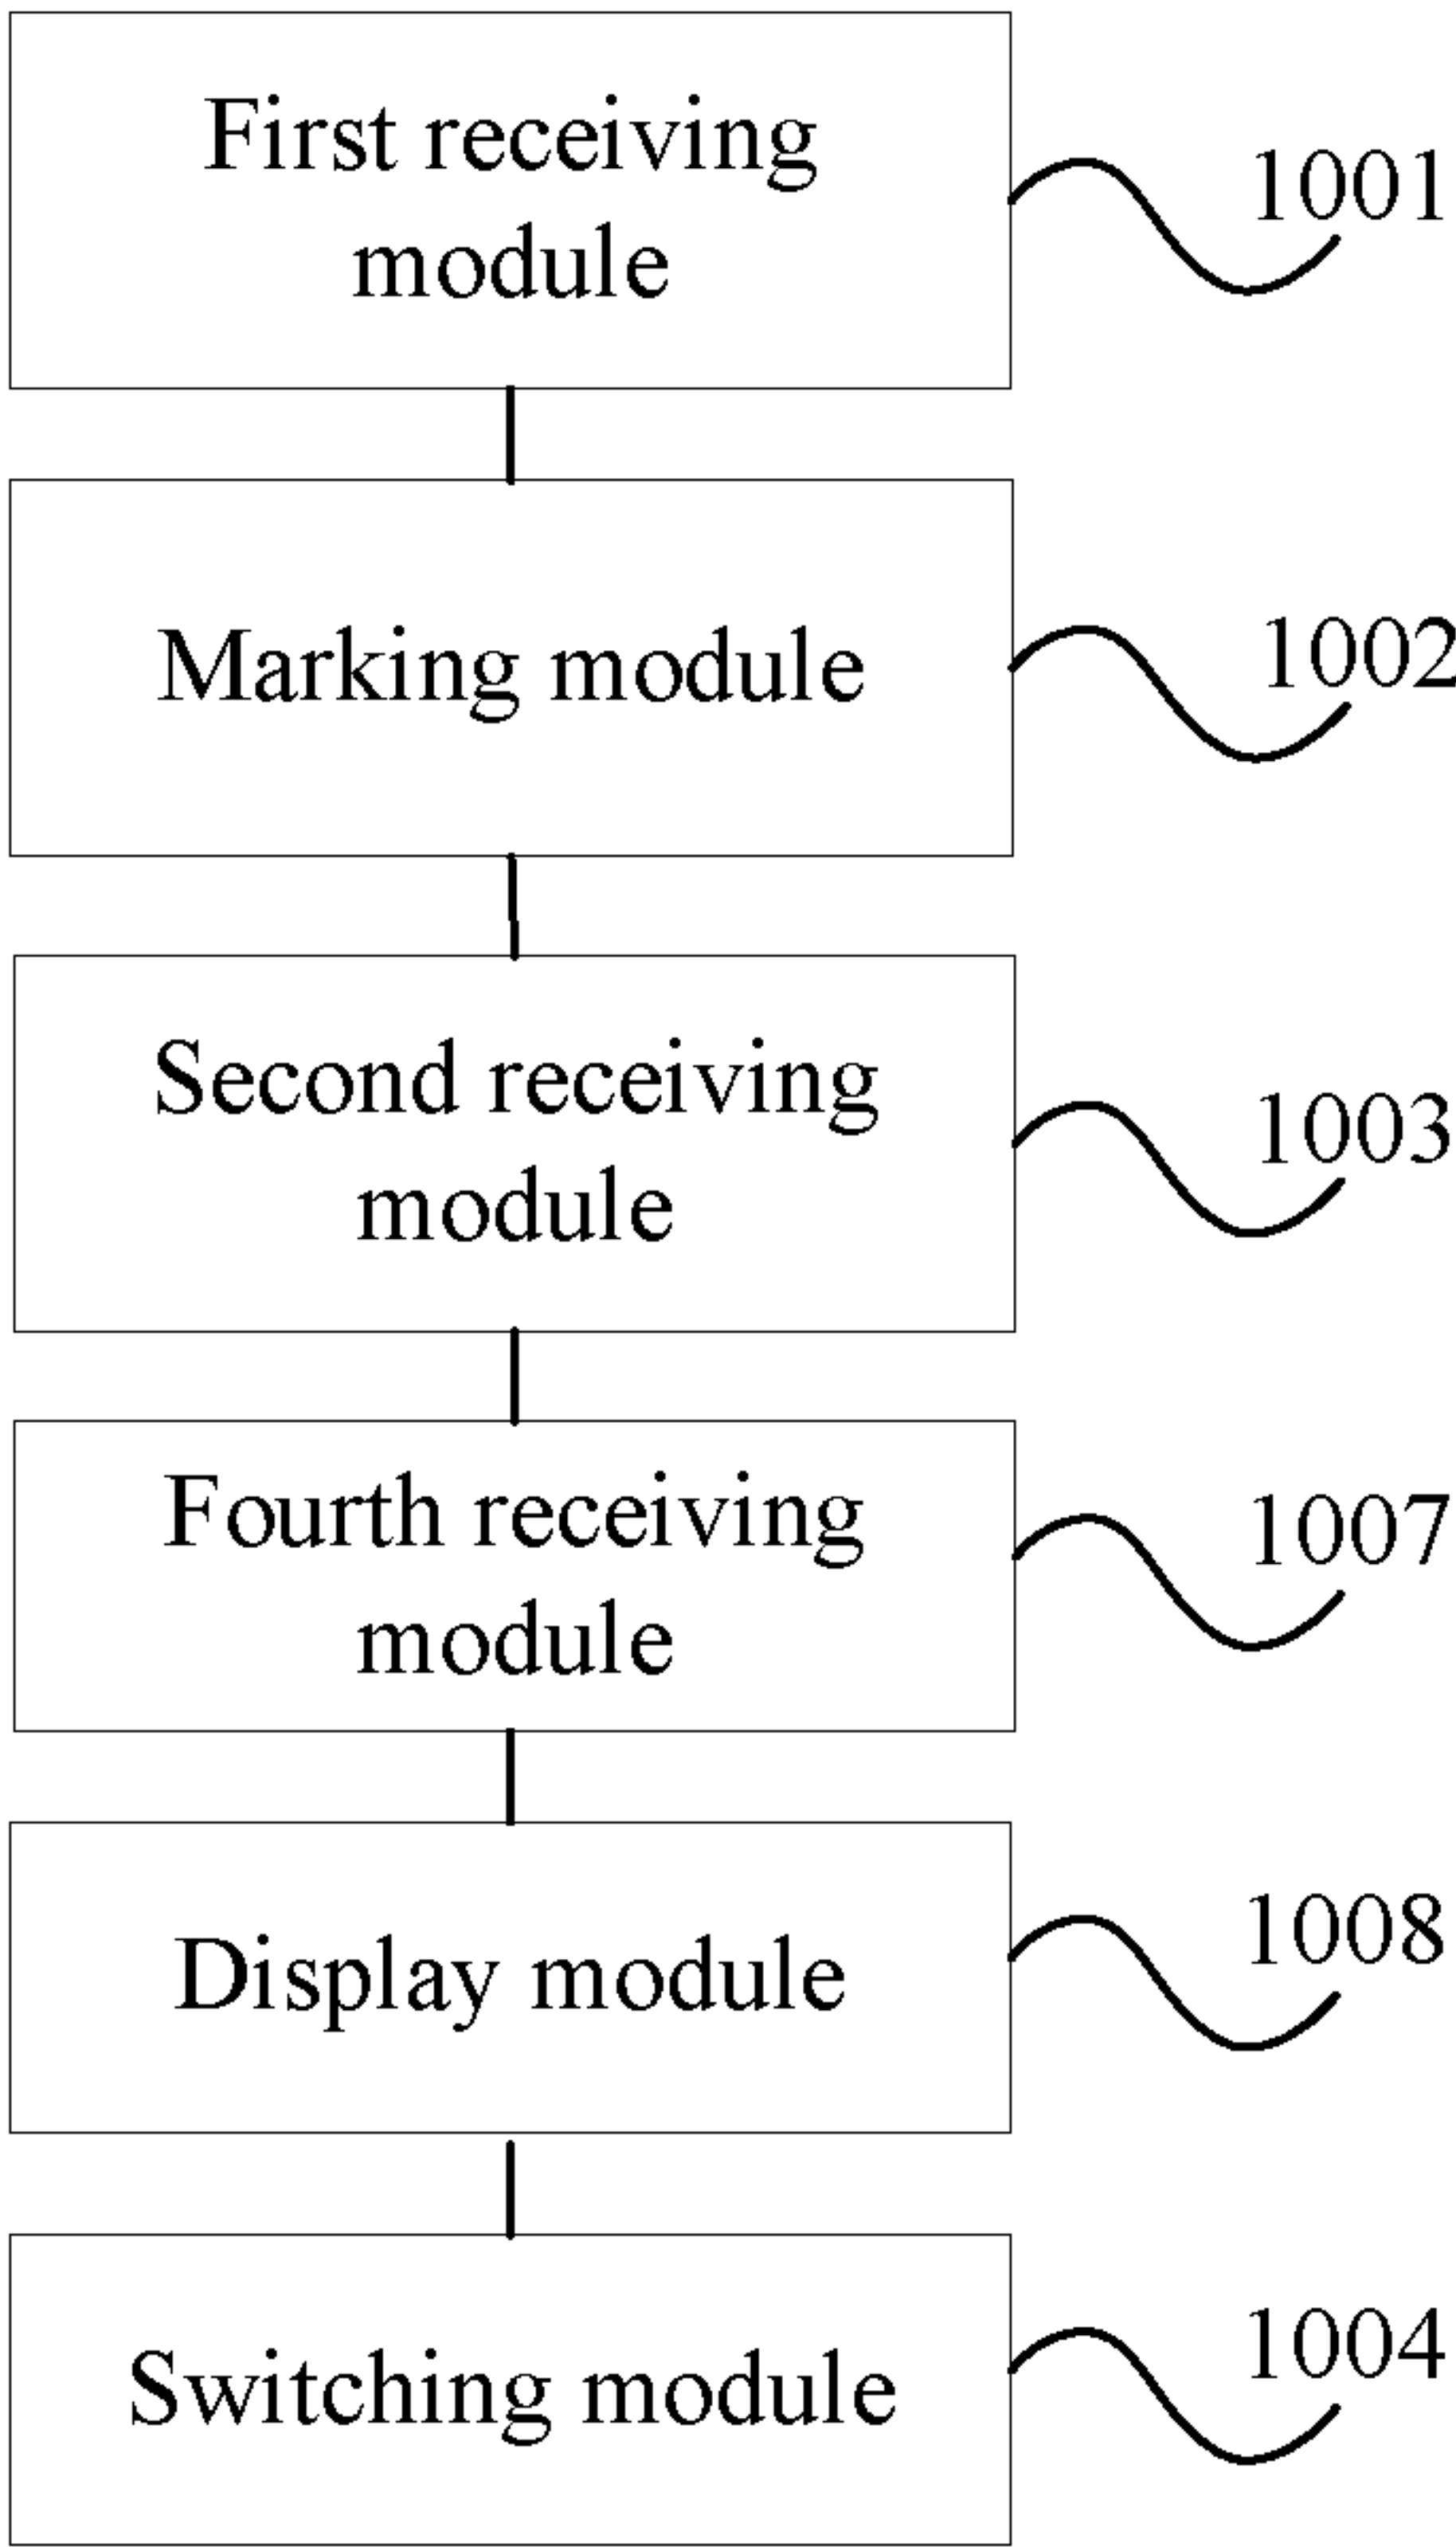 First receiving
module
1001
Marking module
1002
Second receiving
module
1003
Fourth receiving
module
1007
Display module
1008
Switching module
1004